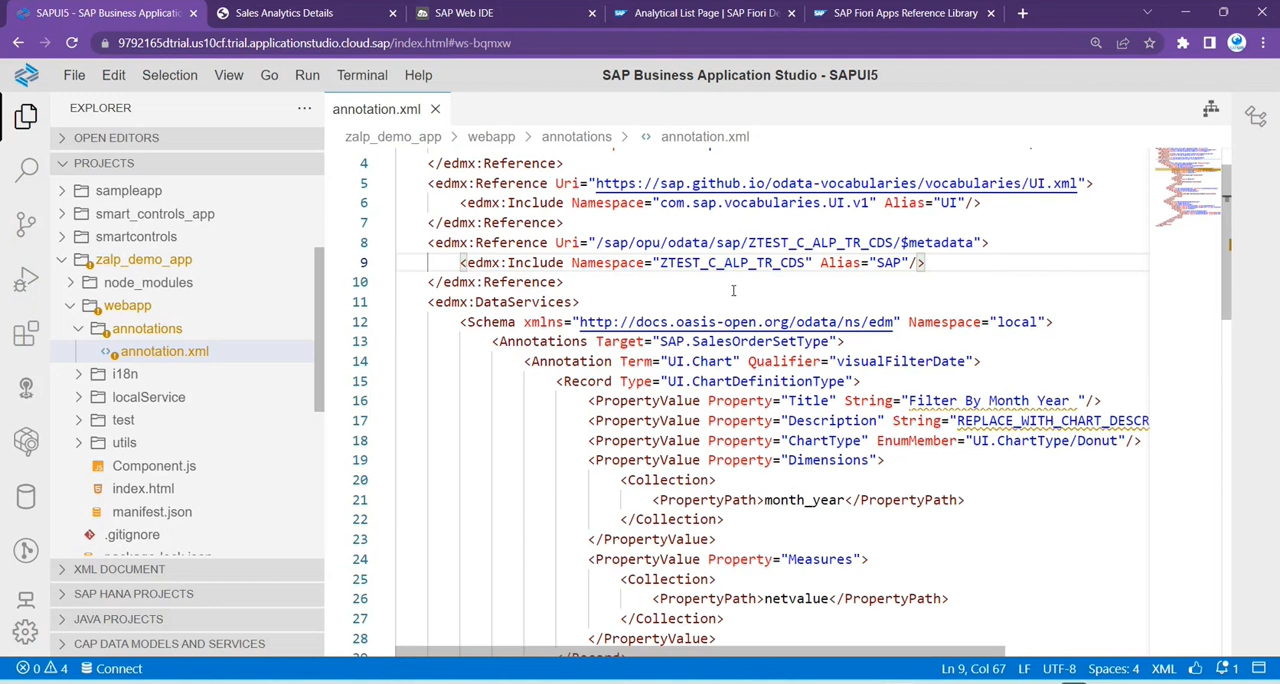 SAPUI5 - SAP Business Applicatio
Sales Analytics Details
SAP Web IDE
Analytical List Page | SAP Fiori De
SAP Fiori Apps Reference Library
9792165dtrial.us10cf.trial.applicationstudio.cloud.sap/index.html#ws-bqmxw
File Edit Selection View Go Run Terminal Help
SAP Business Application Studio - SAPUI5
EXPLORER
OPEN EDITORS
PROJECTS
sampleapp
smart_controls_app
smartcontrols
zalp_demo_app
node_modules
webapp
annotations
annotation.xml
i18n
localService
test
utils
Component.js
index.html
manifest.json
.gitignore
XML DOCUMENT
SAP HANA PROJECTS
JAVA PROJECTS
CAP DATA MODELS AND SERVICES
annotation.xml
zalp_demo_app > webapp > annotations > annotation.xml
4 </edmx:Reference>
5 <edmx:Reference Uri="https://sap.github.io/odata-vocabularies/vocabularies/UI.xml">
6 <edmx:Include Namespace="com.sap.vocabularies.UI.v1" Alias="UI"/>
7 </edmx:Reference>
8 <edmx:Reference Uri="/sap/opu/odata/sap/ZTEST_C_ALP_TR_CDS/$metadata">
9 <edmx:Include Namespace="ZTEST_C_ALP_TR_CDS" Alias="SAP"/>
10 </edmx:Reference>
11 <edmx:DataServices>
12 <Schema xmlns="http://docs.oasis-open.org/odata/ns/edm" Namespace="local">
13 <Annotations Target="SAP.SalesOrderSetType">
14 <Annotation Term="UI.Chart" Qualifier="visualFilterDate">
15 <Record Type="UI.ChartDefinitionType">
16 <PropertyValue Property="Title" String="Filter By Month Year "/>
17 <PropertyValue Property="Description" String="REPLACE_WITH_CHART_DESCR
18 <PropertyValue Property="ChartType" EnumMember="UI.ChartType/Donut"/>
19 <PropertyValue Property="Dimensions">
20 <Collection>
21 <PropertyPath>month_year</PropertyPath>
22 </Collection>
23 </PropertyValue>
24 <PropertyValue Property="Measures">
25 <Collection>
26 <PropertyPath>netvalue</PropertyPath>
27 </Collection>
28 </PropertyValue>
0 4 Connect
Ln 9, Col 67 LF UTF-8 Spaces: 4 XML 1